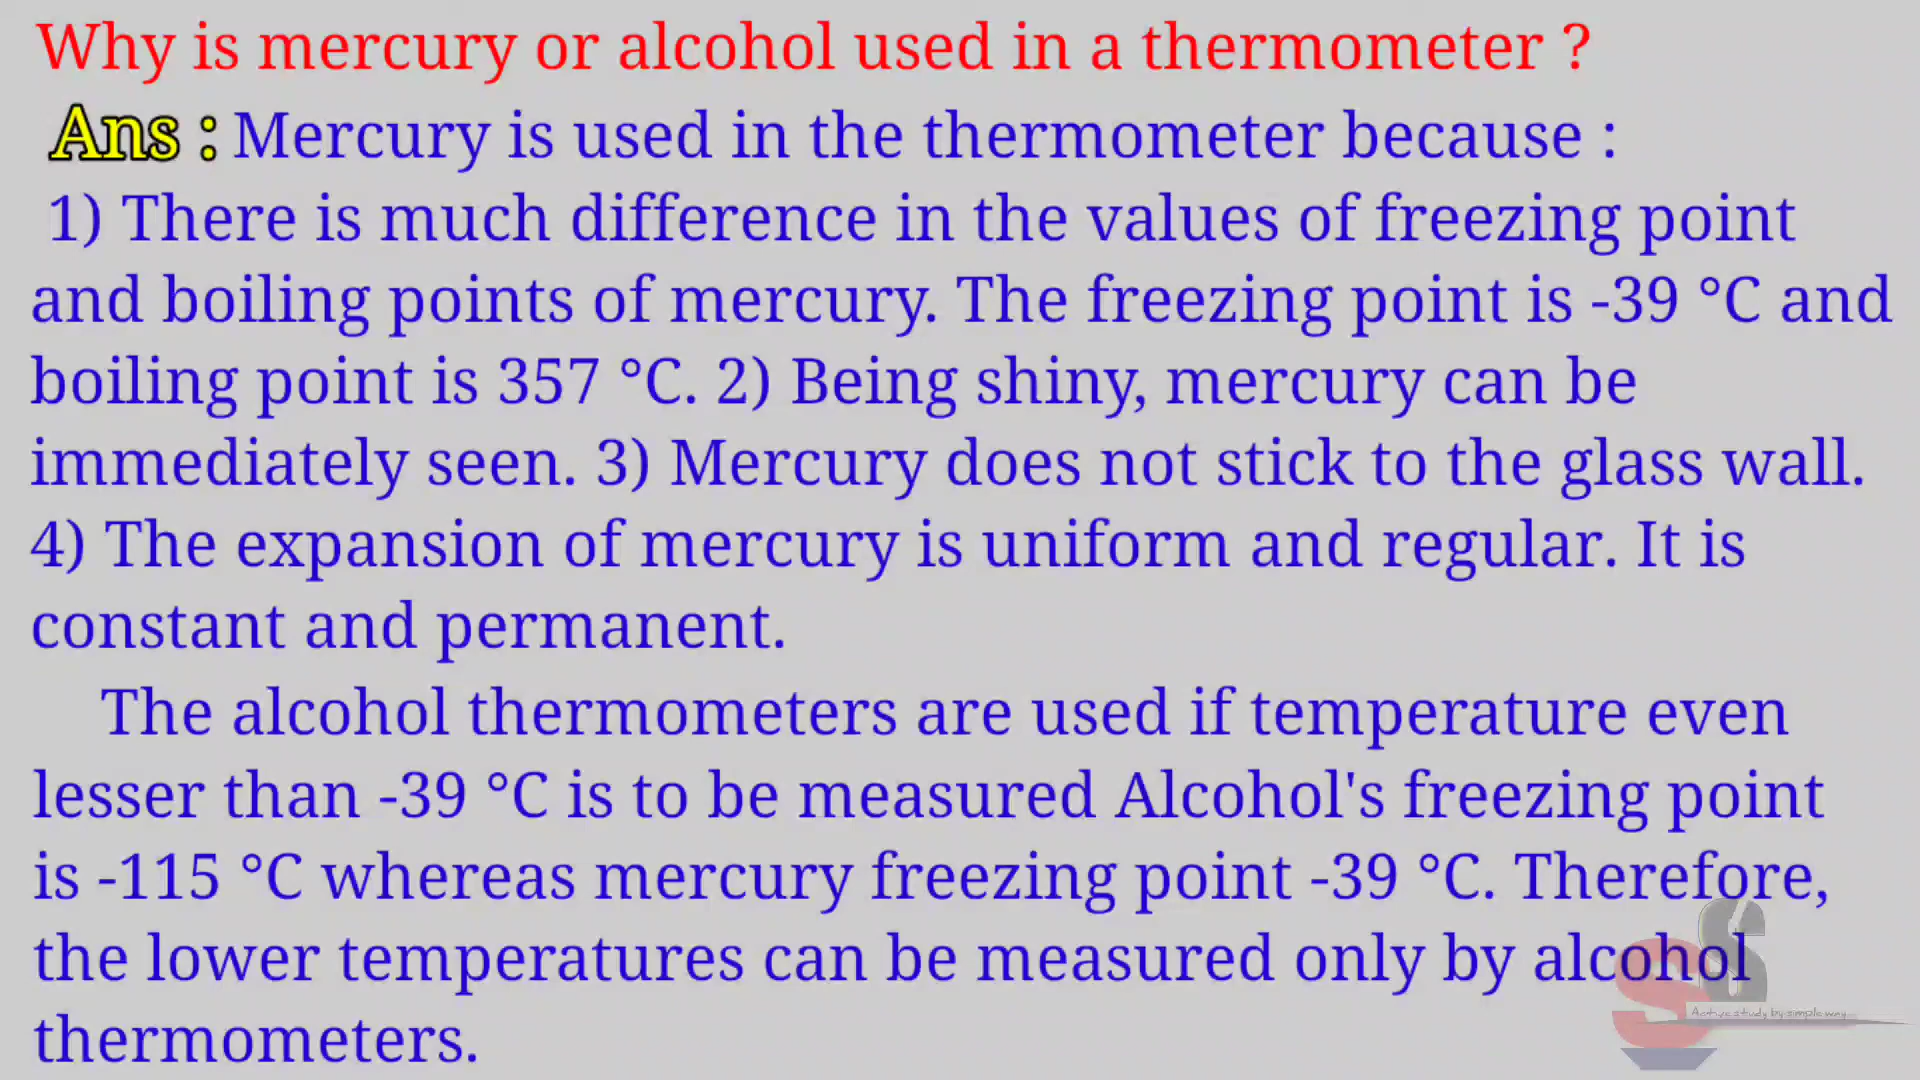 Why is mercury or alcohol used in a thermometer ?
Ans : Mercury is used in the thermometer because :
1) There is much difference in the values of freezing point
and boiling points of mercury. The freezing point is -39 °C and
boiling point is 357 °C. 2) Being shiny, mercury can be
immediately seen. 3) Mercury does not stick to the glass wall.
4) The expansion of mercury is uniform and regular. It is
constant and permanent.
The alcohol thermometers are used if temperature even
lesser than -39 °C is to be measured Alcohol's freezing point
is -115 °C whereas mercury freezing point -39 °C. Therefore,
the lower temperatures can be measured only by alcohol
thermometers.
Active study by simple way